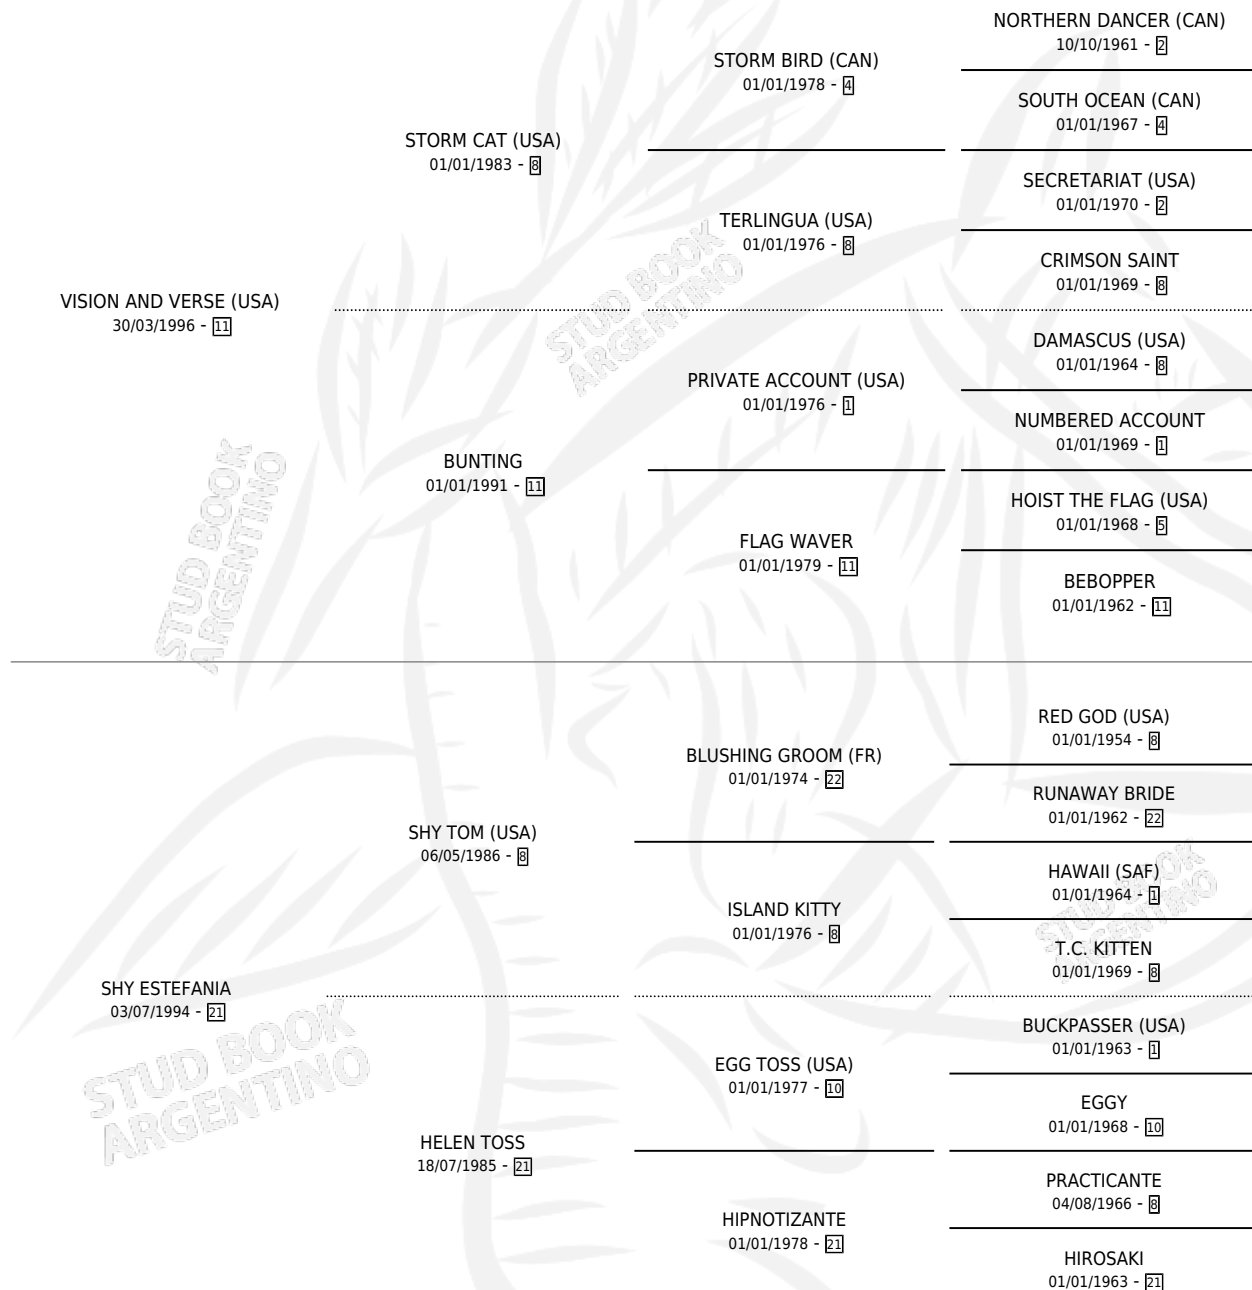 NORTHERN DANCER (CAN)
10/10/1961 - 2
STORM BIRD (CAN)
01/01/1978 - 4
SOUTH OCEAN (CAN)
01/01/1967 - 4
STORM CAT (USA)
01/01/1983 - 8
SECRETARIAT (USA)
01/01/1970 - 2
TERLINGUA (USA)
01/01/1976 - 8
CRIMSON SAINT
01/01/1969 - 8
VISION AND VERSE (USA)
30/03/1996 - 11
DAMASCUS (USA)
01/01/1964 - 8
PRIVATE ACCOUNT (USA)
01/01/1976 - 1
NUMBERED ACCOUNT
01/01/1969 - 1
BUNTING
01/01/1991 - 11
HOIST THE FLAG (USA)
01/01/1968 - 5
FLAG WAVER
01/01/1979 - 11
BEBOPPER
01/01/1962 - 11
RED GOD (USA)
01/01/1954 - 8
BLUSHING GROOM (FR)
01/01/1974 - 22
RUNAWAY BRIDE
01/01/1962 - 22
SHY TOM (USA)
06/05/1986 - 8
HAWAII (SAF)
01/01/1964 - 1
ISLAND KITTY
01/01/1976 - 8
T.C. KITTEN
01/01/1969 - 8
SHY ESTEFANIA
03/07/1994 - 21
BUCKPASSER (USA)
01/01/1963 - 1
EGG TOSS (USA)
01/01/1977 - 10
EGGY
01/01/1968 - 10
HELEN TOSS
18/07/1985 - 21
PRACTICANTE
04/08/1966 - 8
HIPNOTIZANTE
01/01/1978 - 21
HIROSAKI
01/01/1963 - 21
STUD BOOK
ARGENTINO
STUD BOOK
ARGENTINO
STUD BOOK
ARGENTINO
STUD BOOK
ARGENTINO